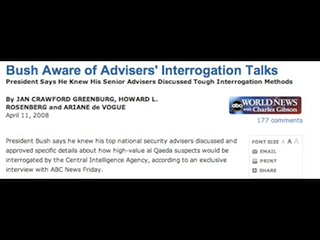 Bush Aware of Advisers' Interrogation Talks
President Says He Knew His Senior Advisers Discussed Tough Interrogation Methods
By JAN CRAWFORD GREENBURG, HOWARD L.
ROSENBERG and ARIANE de VOGUE
April 11, 2008
abc WORLD NEWS
with Charles Gibson
177 comments
President Bush says he knew his top national security advisers discussed and
approved specific details about how high-value al Qaeda suspects would be
interrogated by the Central Intelligence Agency, according to an exclusive
interview with ABC News Friday.
FONT SIZE A A A
EMAIL
PRINT
SHARE